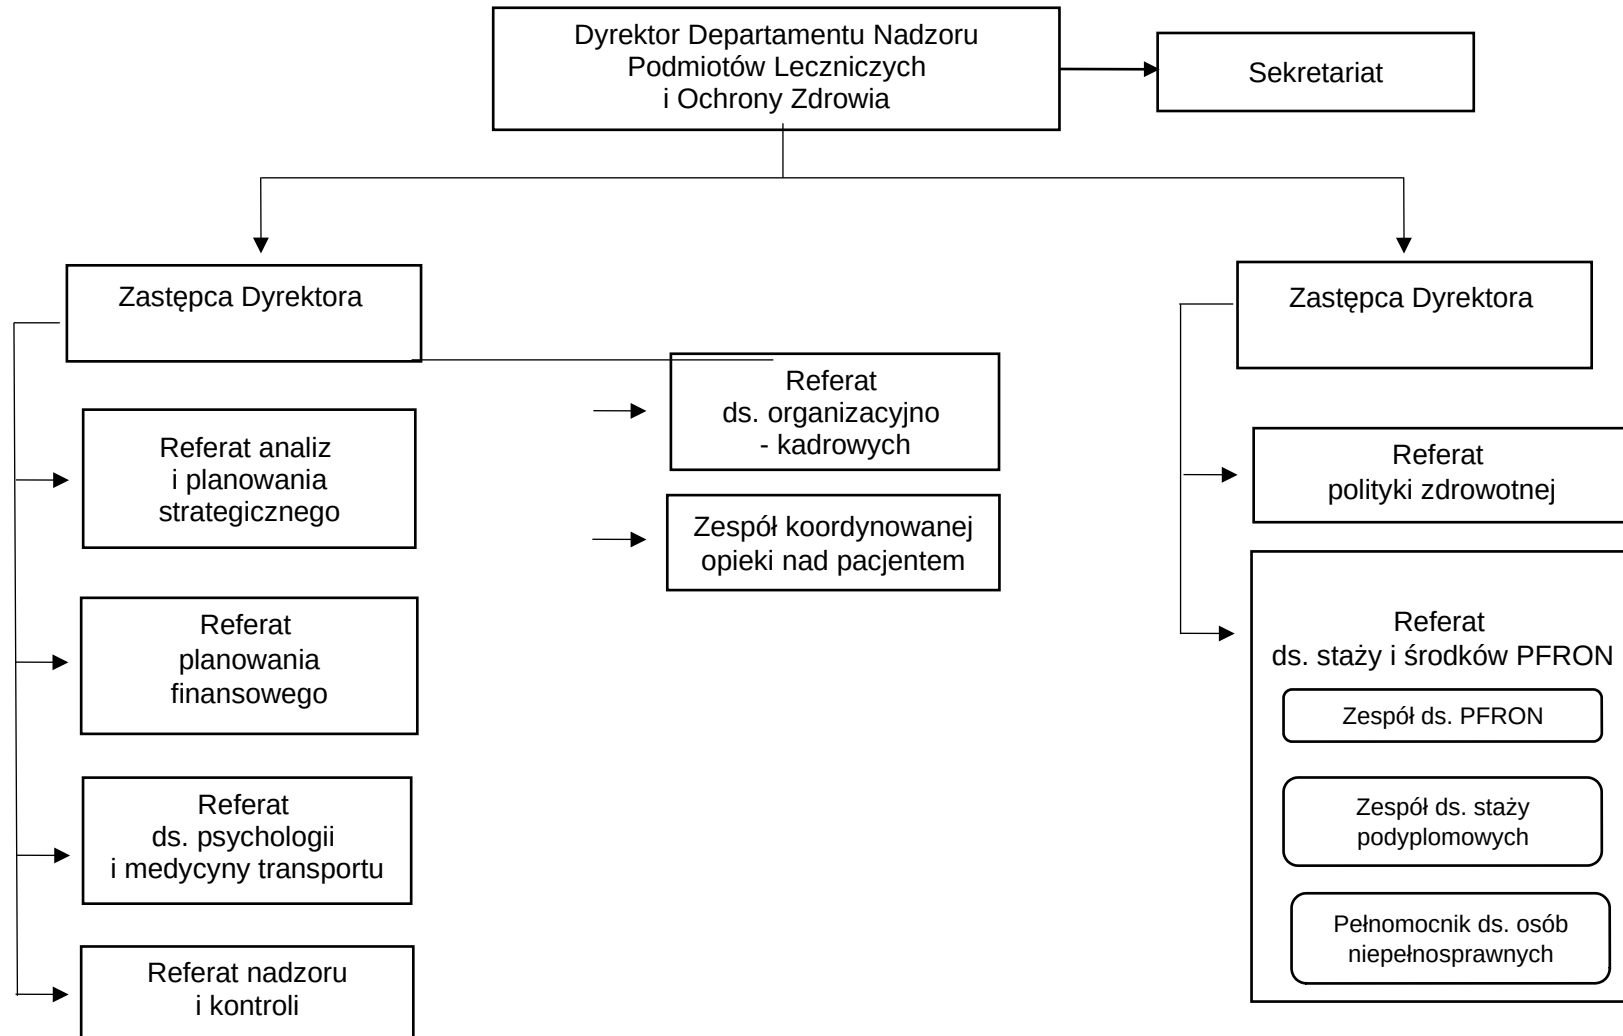 Dyrektor Departamentu Nadzoru
Podmiotów Leczniczych
i Ochrony Zdrowia
Sekretariat
Zastępca Dyrektora
Referat analiz
i planowania
strategicznego
Referat
planowania
finansowego
Referat
ds. psychologii
i medycyny transportu
Referat nadzoru
i kontroli
Referat
ds. organizacyjno
- kadrowych
Zespół koordynowanej
opieki nad pacjentem
Zastępca Dyrektora
Referat
polityki zdrowotnej
Referat
ds. staży i środków PFRON
Zespół ds. PFRON
Zespół ds. staży
podyplomowych
Pełnomocnik ds. osób
niepełnosprawnych